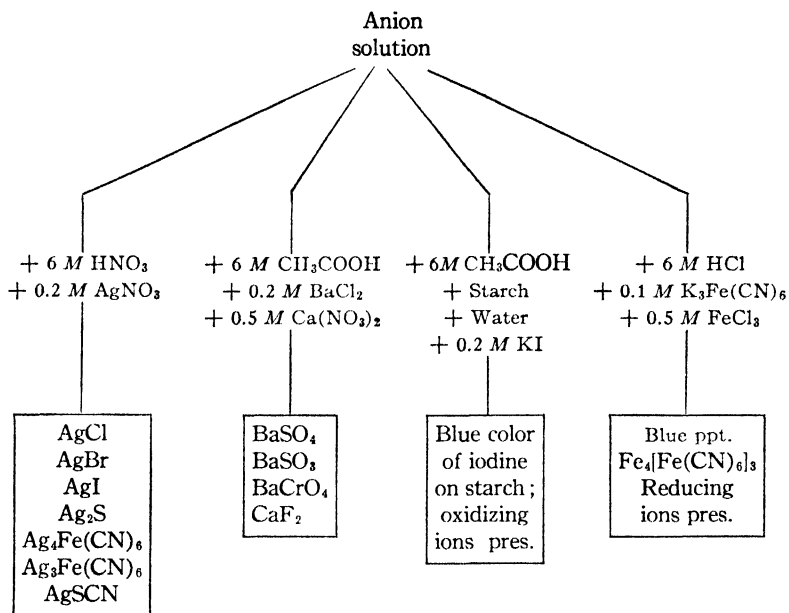 Anion
solution
+ 6 M HNO₃
+ 0.2 M AgNO₃
+ 6 M CH₃COOH
+ 0.2 M BaCl₂
+ 0.5 M Ca(NO₃)₂
+ 6M CH₃COOH
+ Starch
+ Water
+ 0.2 M KI
+ 6 M HCl
+ 0.1 M K₃Fe(CN)₆
+ 0.5 M FeCl₃
AgCl
AgBr
AgI
Ag₂S
Ag₄Fe(CN)₆
Ag₃Fe(CN)₆
AgSCN
BaSO₄
BaSO₃
BaCrO₄
CaF₂
Blue color
of iodine
on starch;
oxidizing
ions pres.
Blue ppt.
Fe₄[Fe(CN)₆]₃
Reducing
ions pres.